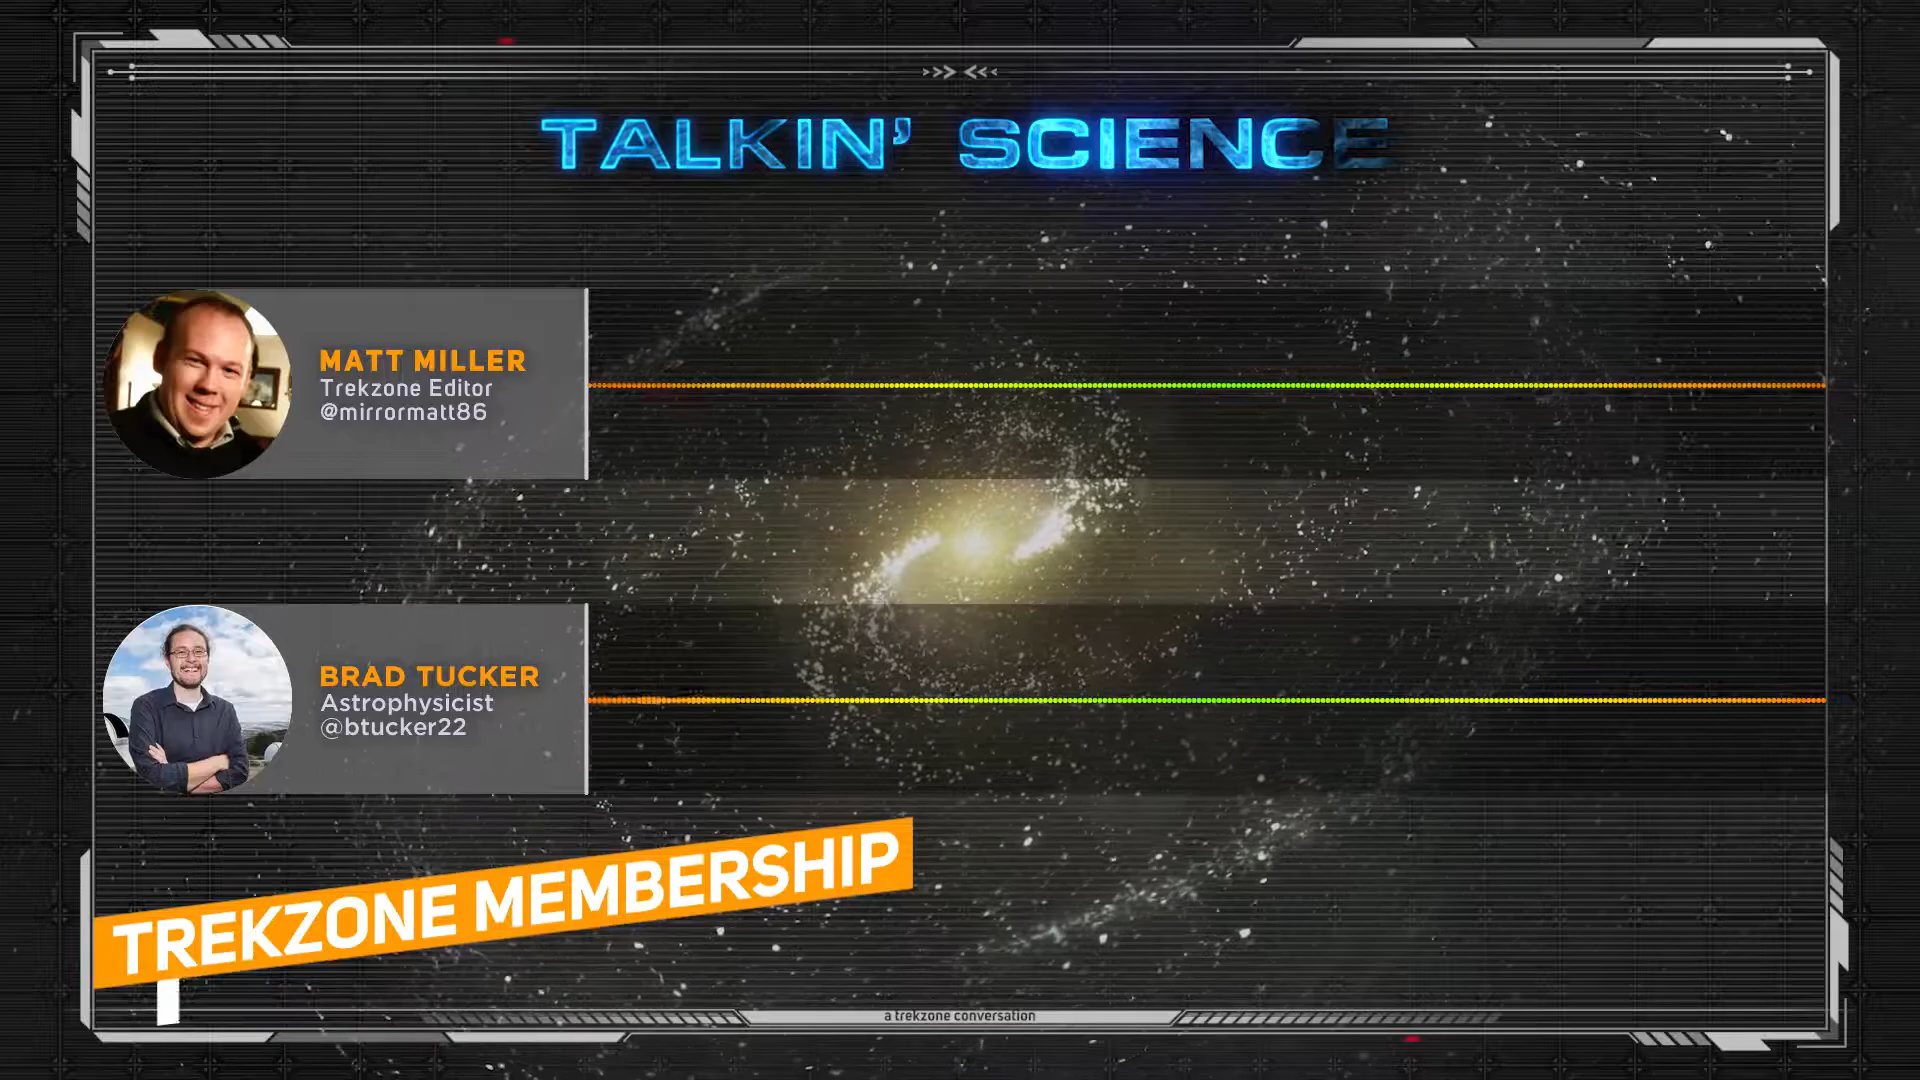 TALKIN' SCIENCE
MATT MILLER
Trekzone Editor
@mirrormatt86
BRAD TUCKER
Astrophysicist
@btucker22
TREKZONE MEMBERSHIP
a trekzone conversation